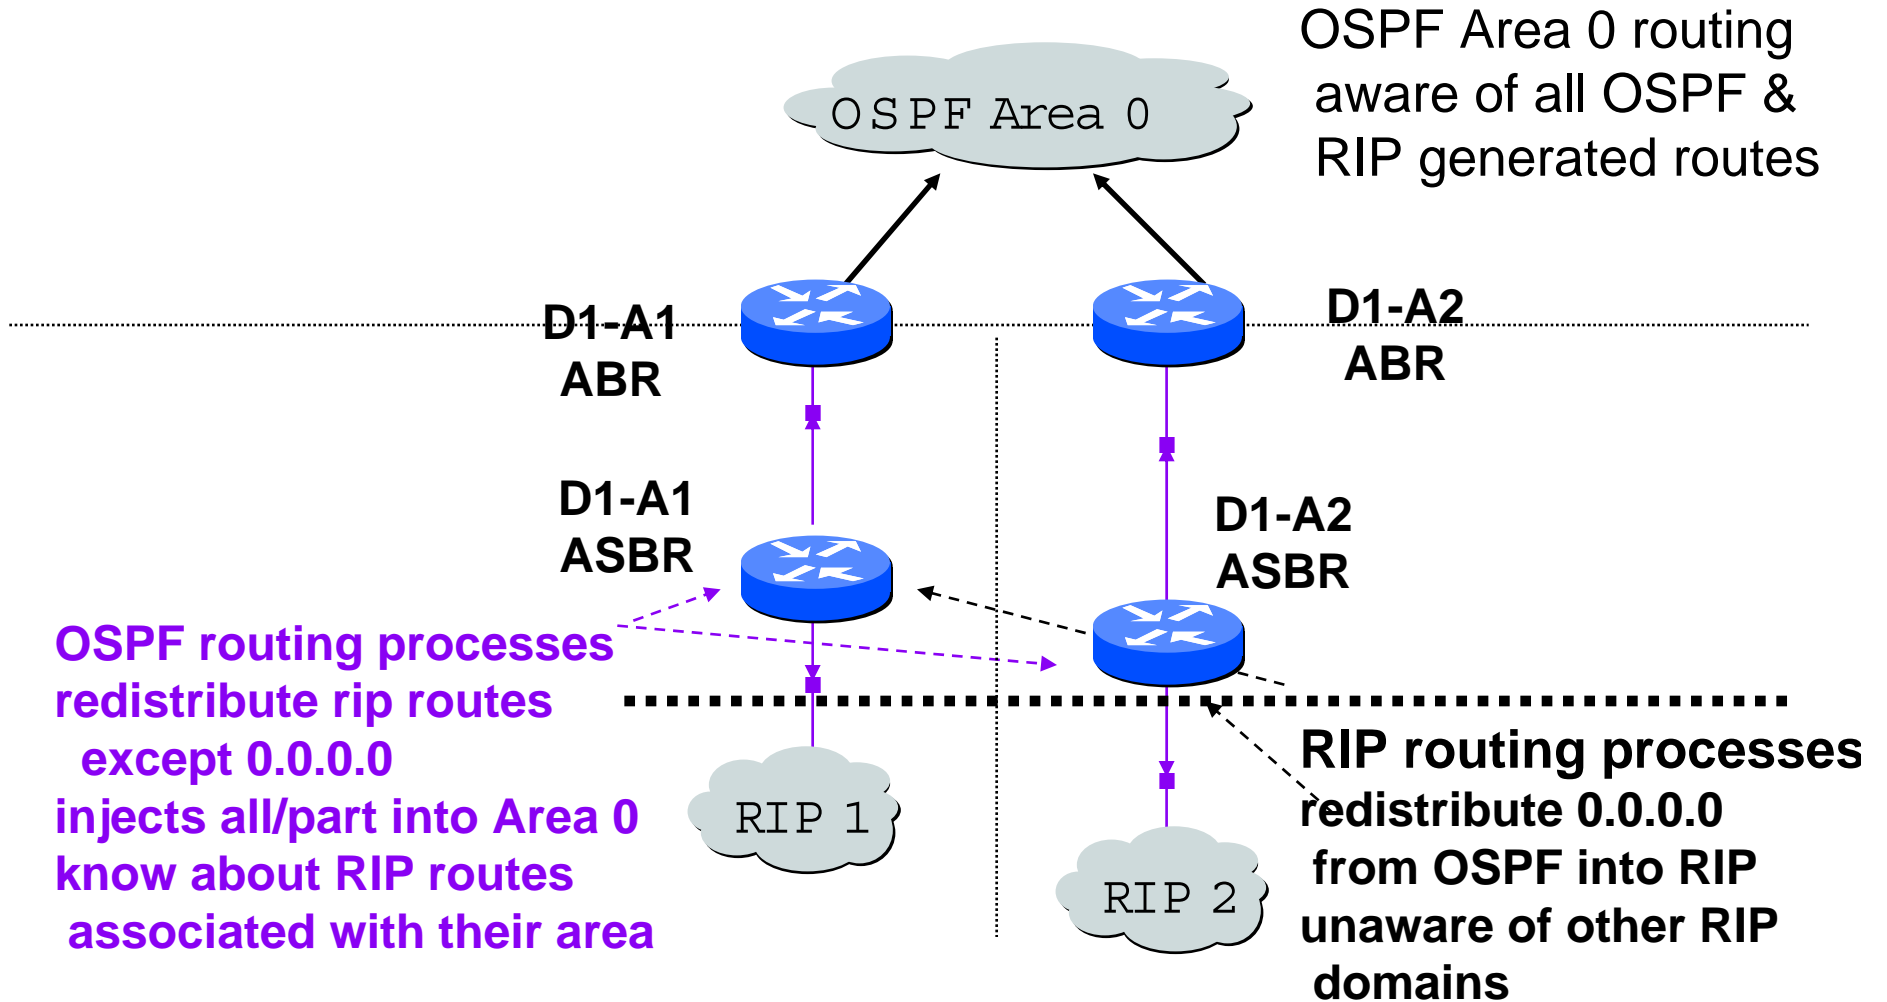 OSPF Area 0 routing
aware of all OSPF &
RIP generated routes
OSPF Area 0
D1-A1
ABR
D1-A2
ABR
D1-A1
ASBR
D1-A2
ASBR
OSPF routing processes
redistribute rip routes
except 0.0.0.0
injects all/part into Area 0
know about RIP routes
associated with their area
RIP 1
RIP 2
RIP routing processes
redistribute 0.0.0.0
from OSPF into RIP
unaware of other RIP
domains